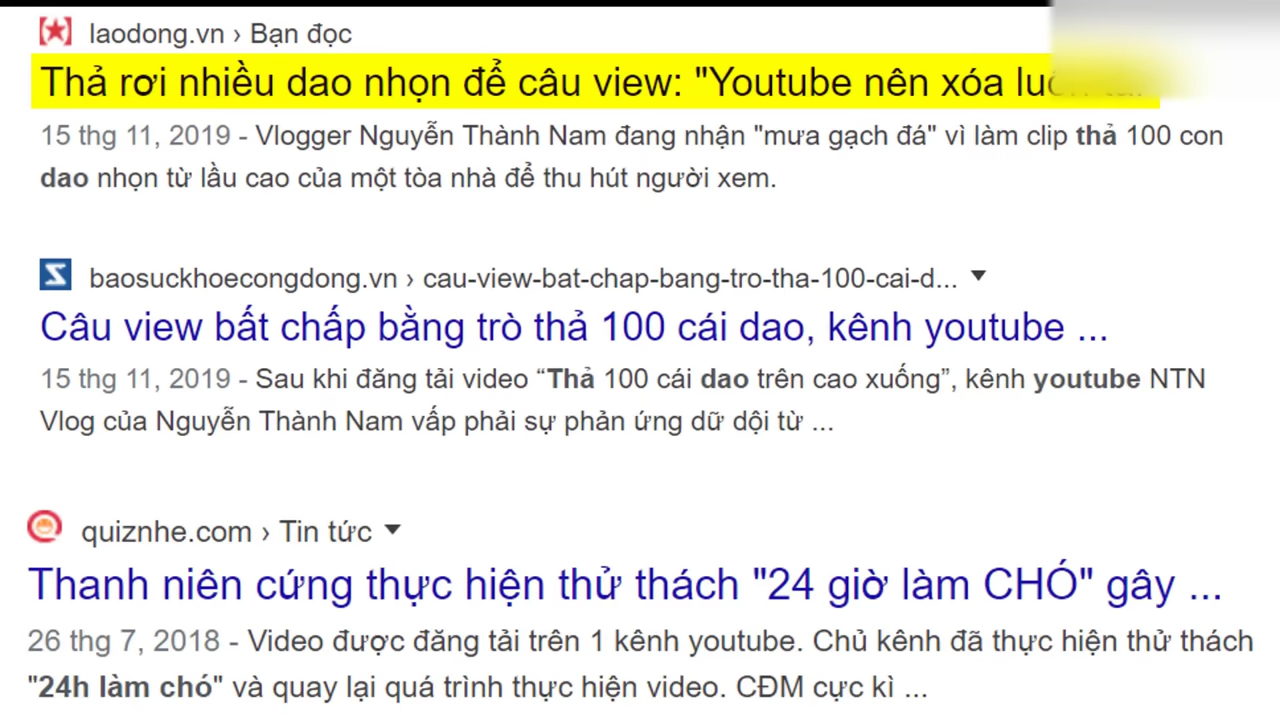 laodong.vn › Bạn đọc
Thả rơi nhiều dao nhọn để câu view: "Youtube nên xóa
15 thg 11, 2019 - Vlogger Nguyễn Thành Nam đang nhận "mưa gạch đá" vì làm clip thả 100 con
dao nhọn từ lầu cao của một tòa nhà để thu hút người xem.
baosuckhoecongdong.vn › cau-view-bat-chap-bang-tro-tha-100-cai-d...
Câu view bất chấp bằng trò thả 100 cái dao, kênh youtube ...
15 thg 11, 2019 - Sau khi đăng tải video “Thả 100 cái dao trên cao xuống”, kênh youtube NTN
Vlog của Nguyễn Thành Nam vấp phải sự phản ứng dữ dội từ ...
quiznhe.com › Tin tức
Thanh niên cứng thực hiện thử thách "24 giờ làm CHÓ" gây ...
26 thg 7, 2018 - Video được đăng tải trên 1 kênh youtube. Chủ kênh đã thực hiện thử thách
"24h làm chó" và quay lại quá trình thực hiện video. CĐM cực kì ...